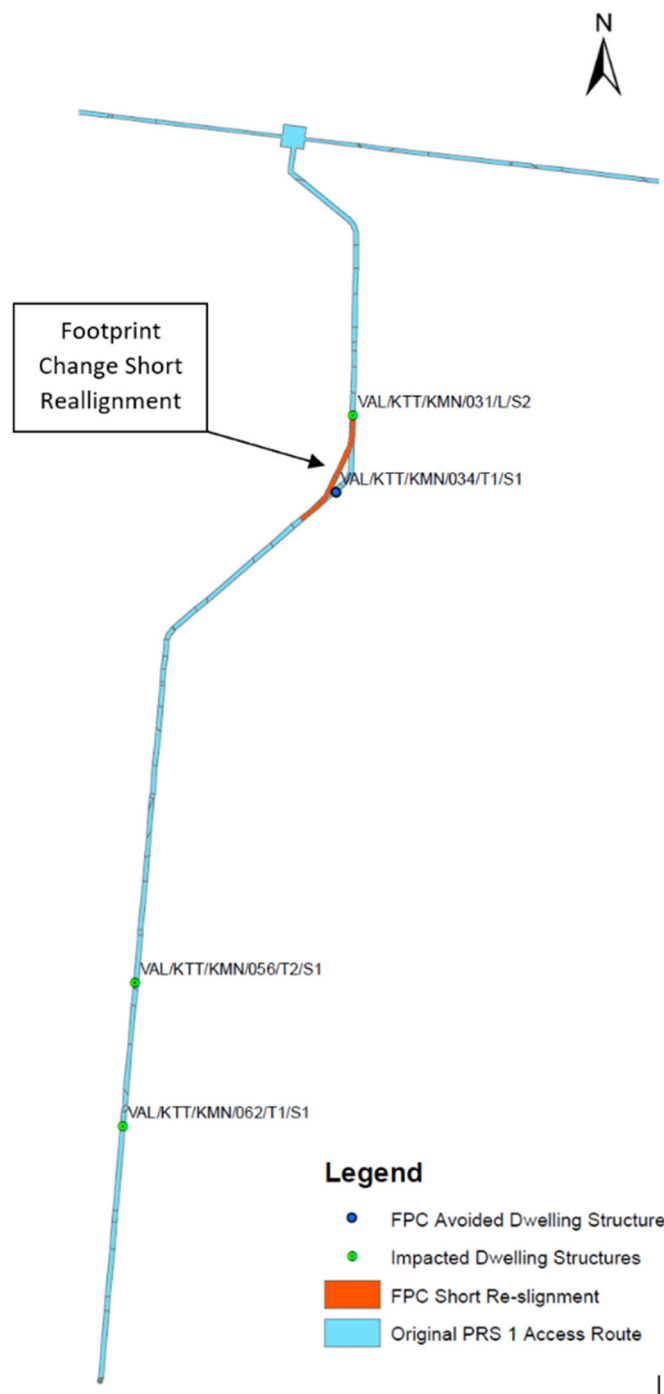 N
Footprint
Change Short
Reallignment
VAL/KTT/KMN/031/L/S2
VAL/KTT/KMN/034/T1/S1
VAL/KTT/KMN/056/T2/S1
VAL/KTT/KMN/062/T1/S1
Legend
FPC Avoided Dwelling Structure
Impacted Dwelling Structures
FPC Short Re-slignment
Original PRS 1 Access Route